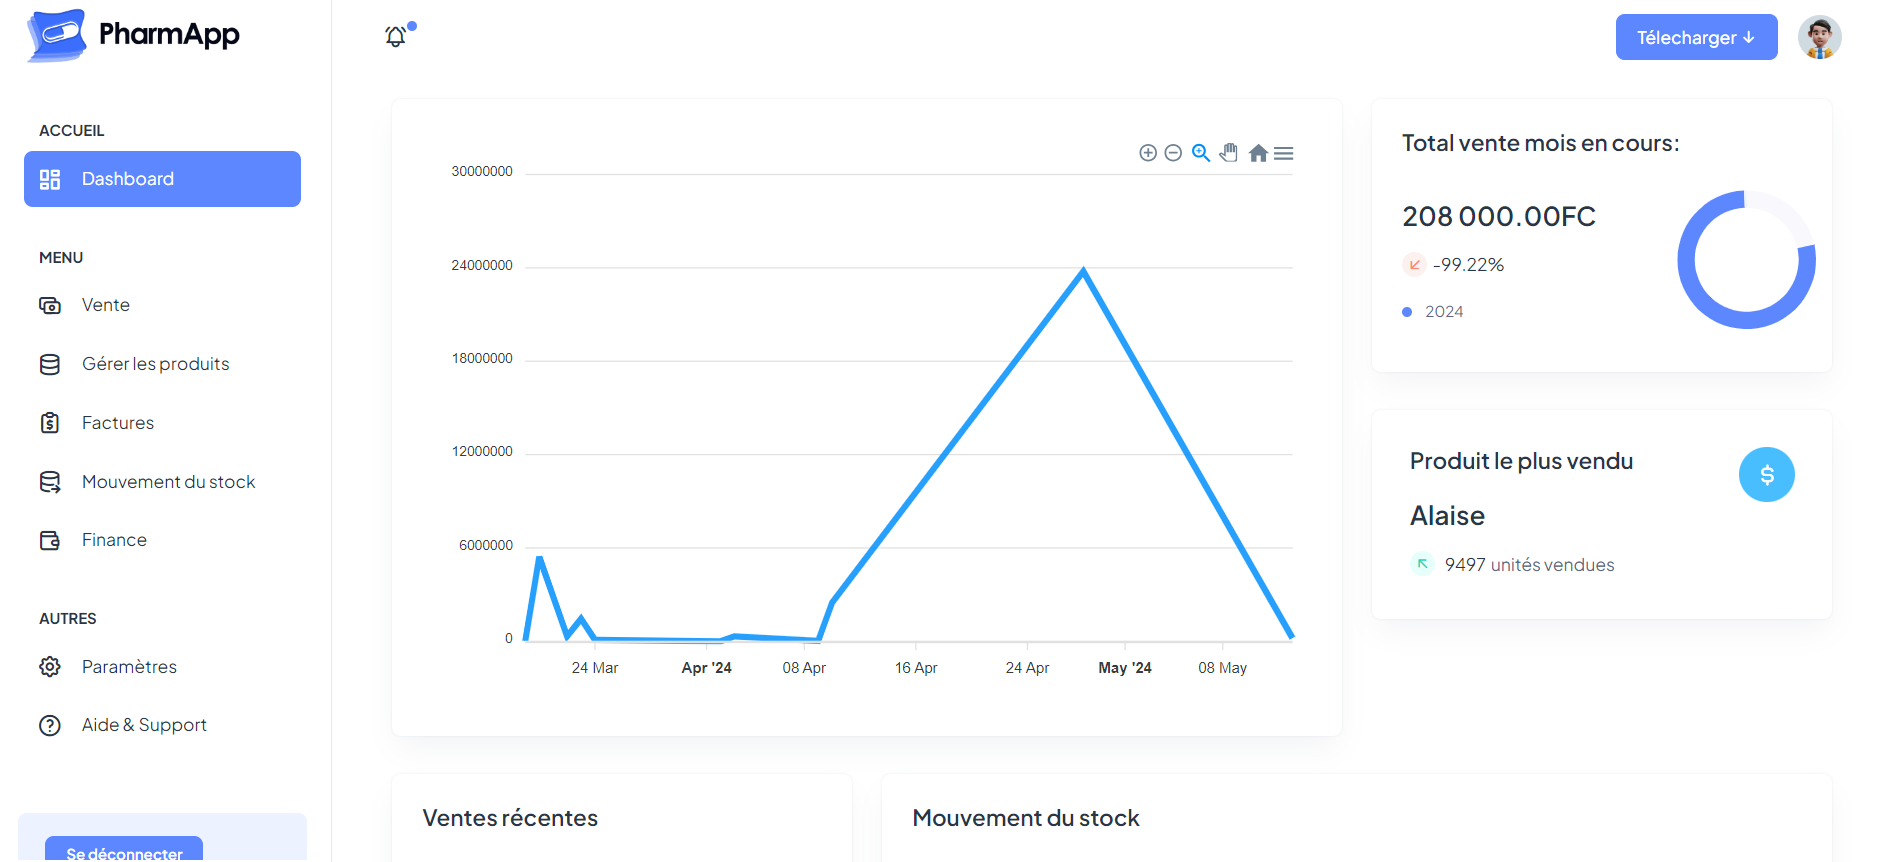 PharmApp
Télecharger ↓
ACCUEIL
Dashboard
MENU
Vente
Gérer les produits
Factures
Mouvement du stock
Finance
AUTRES
Paramètres
Aide & Support
Se déconnecter
30000000
24000000
18000000
12000000
6000000
0
24 Mar Apr '24 08 Apr 16 Apr 24 Apr May '24 08 May
Total vente mois en cours:
208 000.00FC
-99.22%
2024
Produit le plus vendu
$
Alaise
9497 unités vendues
Ventes récentes
Mouvement du stock